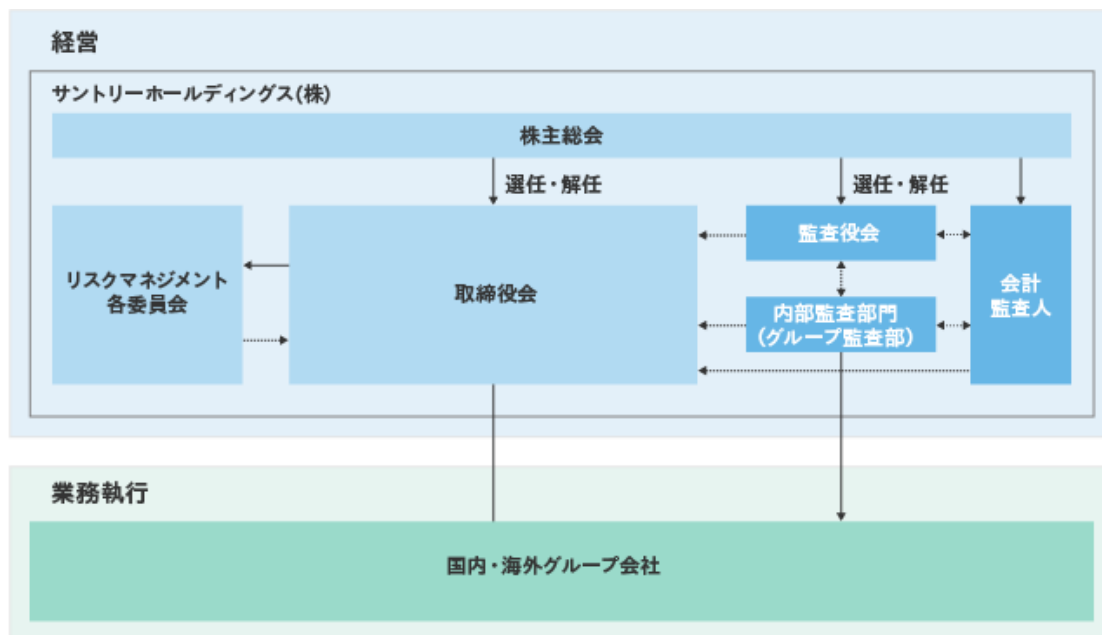 経営
サントリーホールディングス(株)
株主総会
選任・解任
選任・解任
リスクマネジメント
各委員会
取締役会
監査役会
内部監査部門
(グループ監査部)
会計
監査人
業務執行
国内・海外グループ会社